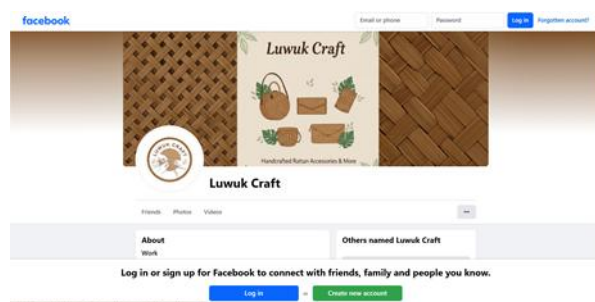 facebook
Email or phone
Password
Log in
Forgotten account?
Luwuk Craft
Handcrafted Rattan Accessories & More
LUWUK CRAFT
Luwuk Craft
Friends
Photos
Videos
About
Others named Luwuk Craft
Work
Log in or sign up for Facebook to connect with friends, family and people you know.
Log in
or
Create new account